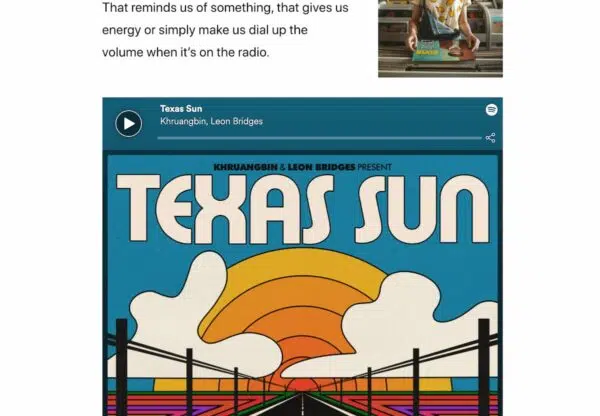 That reminds us of something, that gives us
energy or simply make us dial up the
volume when it's on the radio.
Texas Sun
Khruangbin, Leon Bridges
KHRUANGBIN & LEON BRIDGES PRESENT
TEXAS SUN